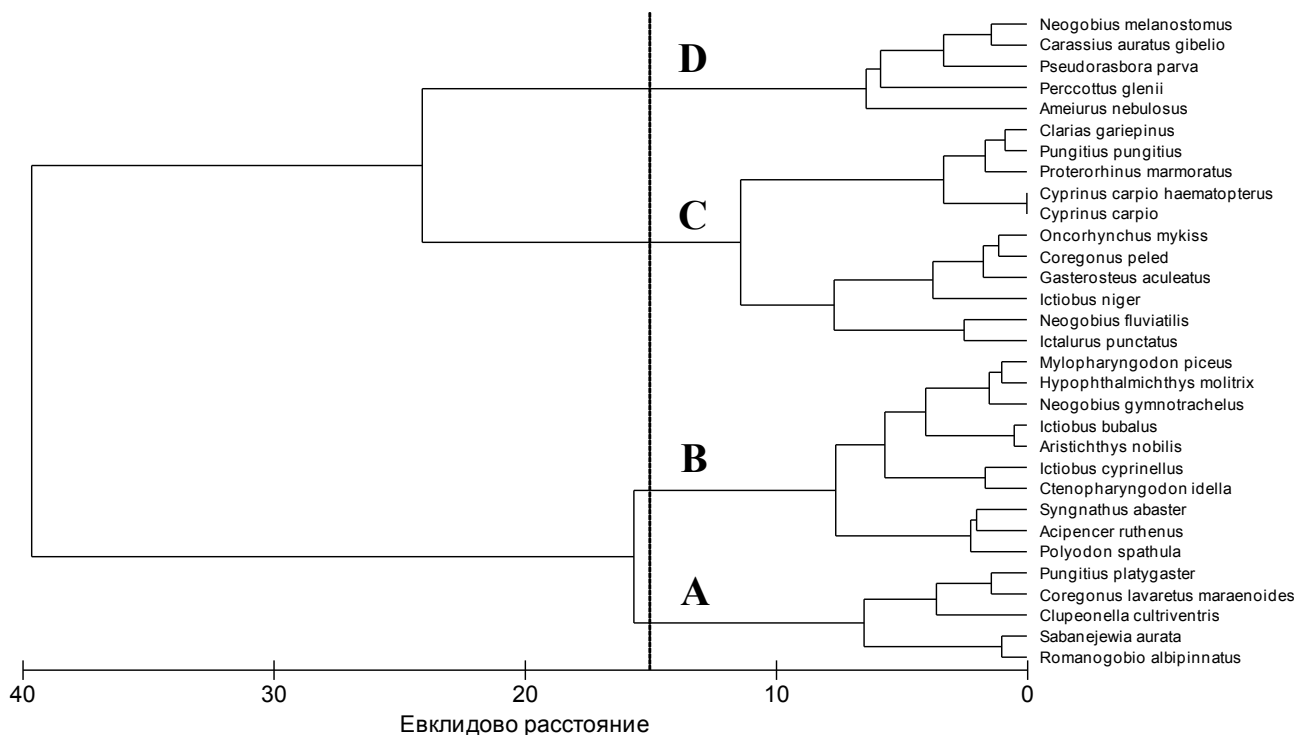 Neogobius melanostomus
Carassius auratus gibelio
D
Pseudorasbora parva
Perccottus glenii
Ameiurus nebulosus
Clarias gariepinus
Pungitius pungitius
Proterorhinus marmoratus
Cyprinus carpio haematopterus
C
Cyprinus carpio
Oncorhynchus mykiss
Coregonus peled
Gasterosteus aculeatus
Ictiobus niger
Neogobius fluviatilis
Ictalurus punctatus
Mylopharyngodon piceus
Hypophthalmichthys molitrix
Neogobius gymnotrachelus
Ictiobus bubalus
Aristichthys nobilis
B
Ictiobus cyprinellus
Ctenopharyngodon idella
Syngnathus abaster
Acipencer ruthenus
Polyodon spathula
Pungitius platygaster
A
Coregonus lavaretus maraenoides
Clupeonella cultriventris
Sabanejewia aurata
Romanogobio albipinnatus
40 30 20 10 0
Евклидово расстояние